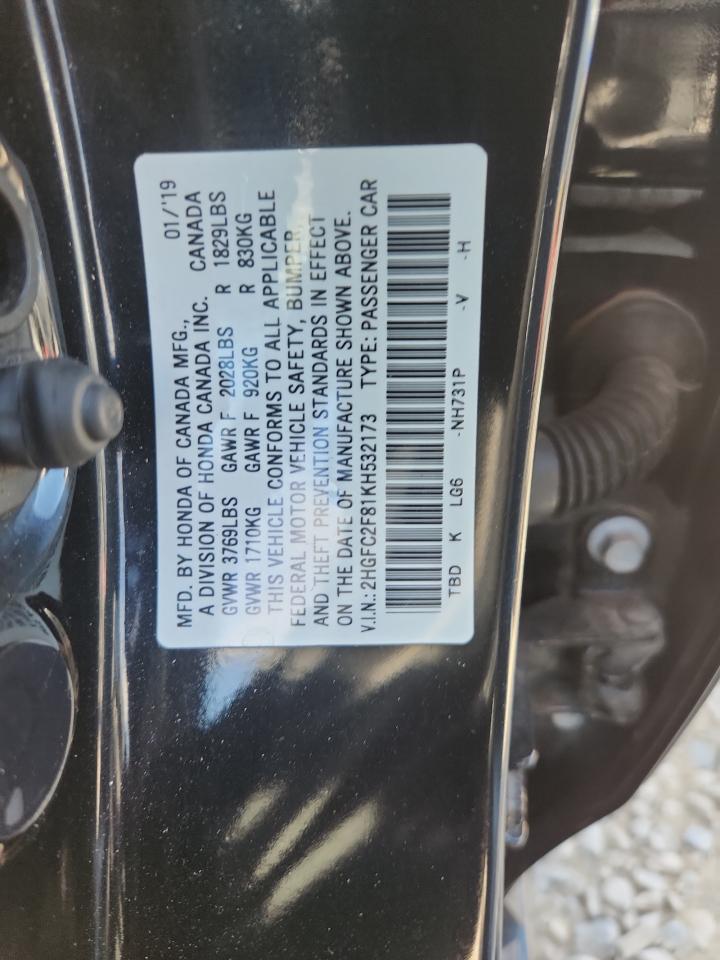 MFD. BY HONDA OF CANADA MFG., 01/'19
A DIVISION OF HONDA CANADA INC. CANADA
GVWR 3769LBS GAWR F 2028LBS R 1829LBS
GVWR 1710KG GAWR F 920KG R 830KG
THIS VEHICLE CONFORMS TO ALL APPLICABLE
FEDERAL MOTOR VEHICLE SAFETY, BUMPER,
AND THEFT PREVENTION STANDARDS IN EFFECT
ON THE DATE OF MANUFACTURE SHOWN ABOVE.
V.I.N.:2HGFC2F81KH532173 TYPE:PASSENGER CAR
TBD K LG6 -NH731P -V -H